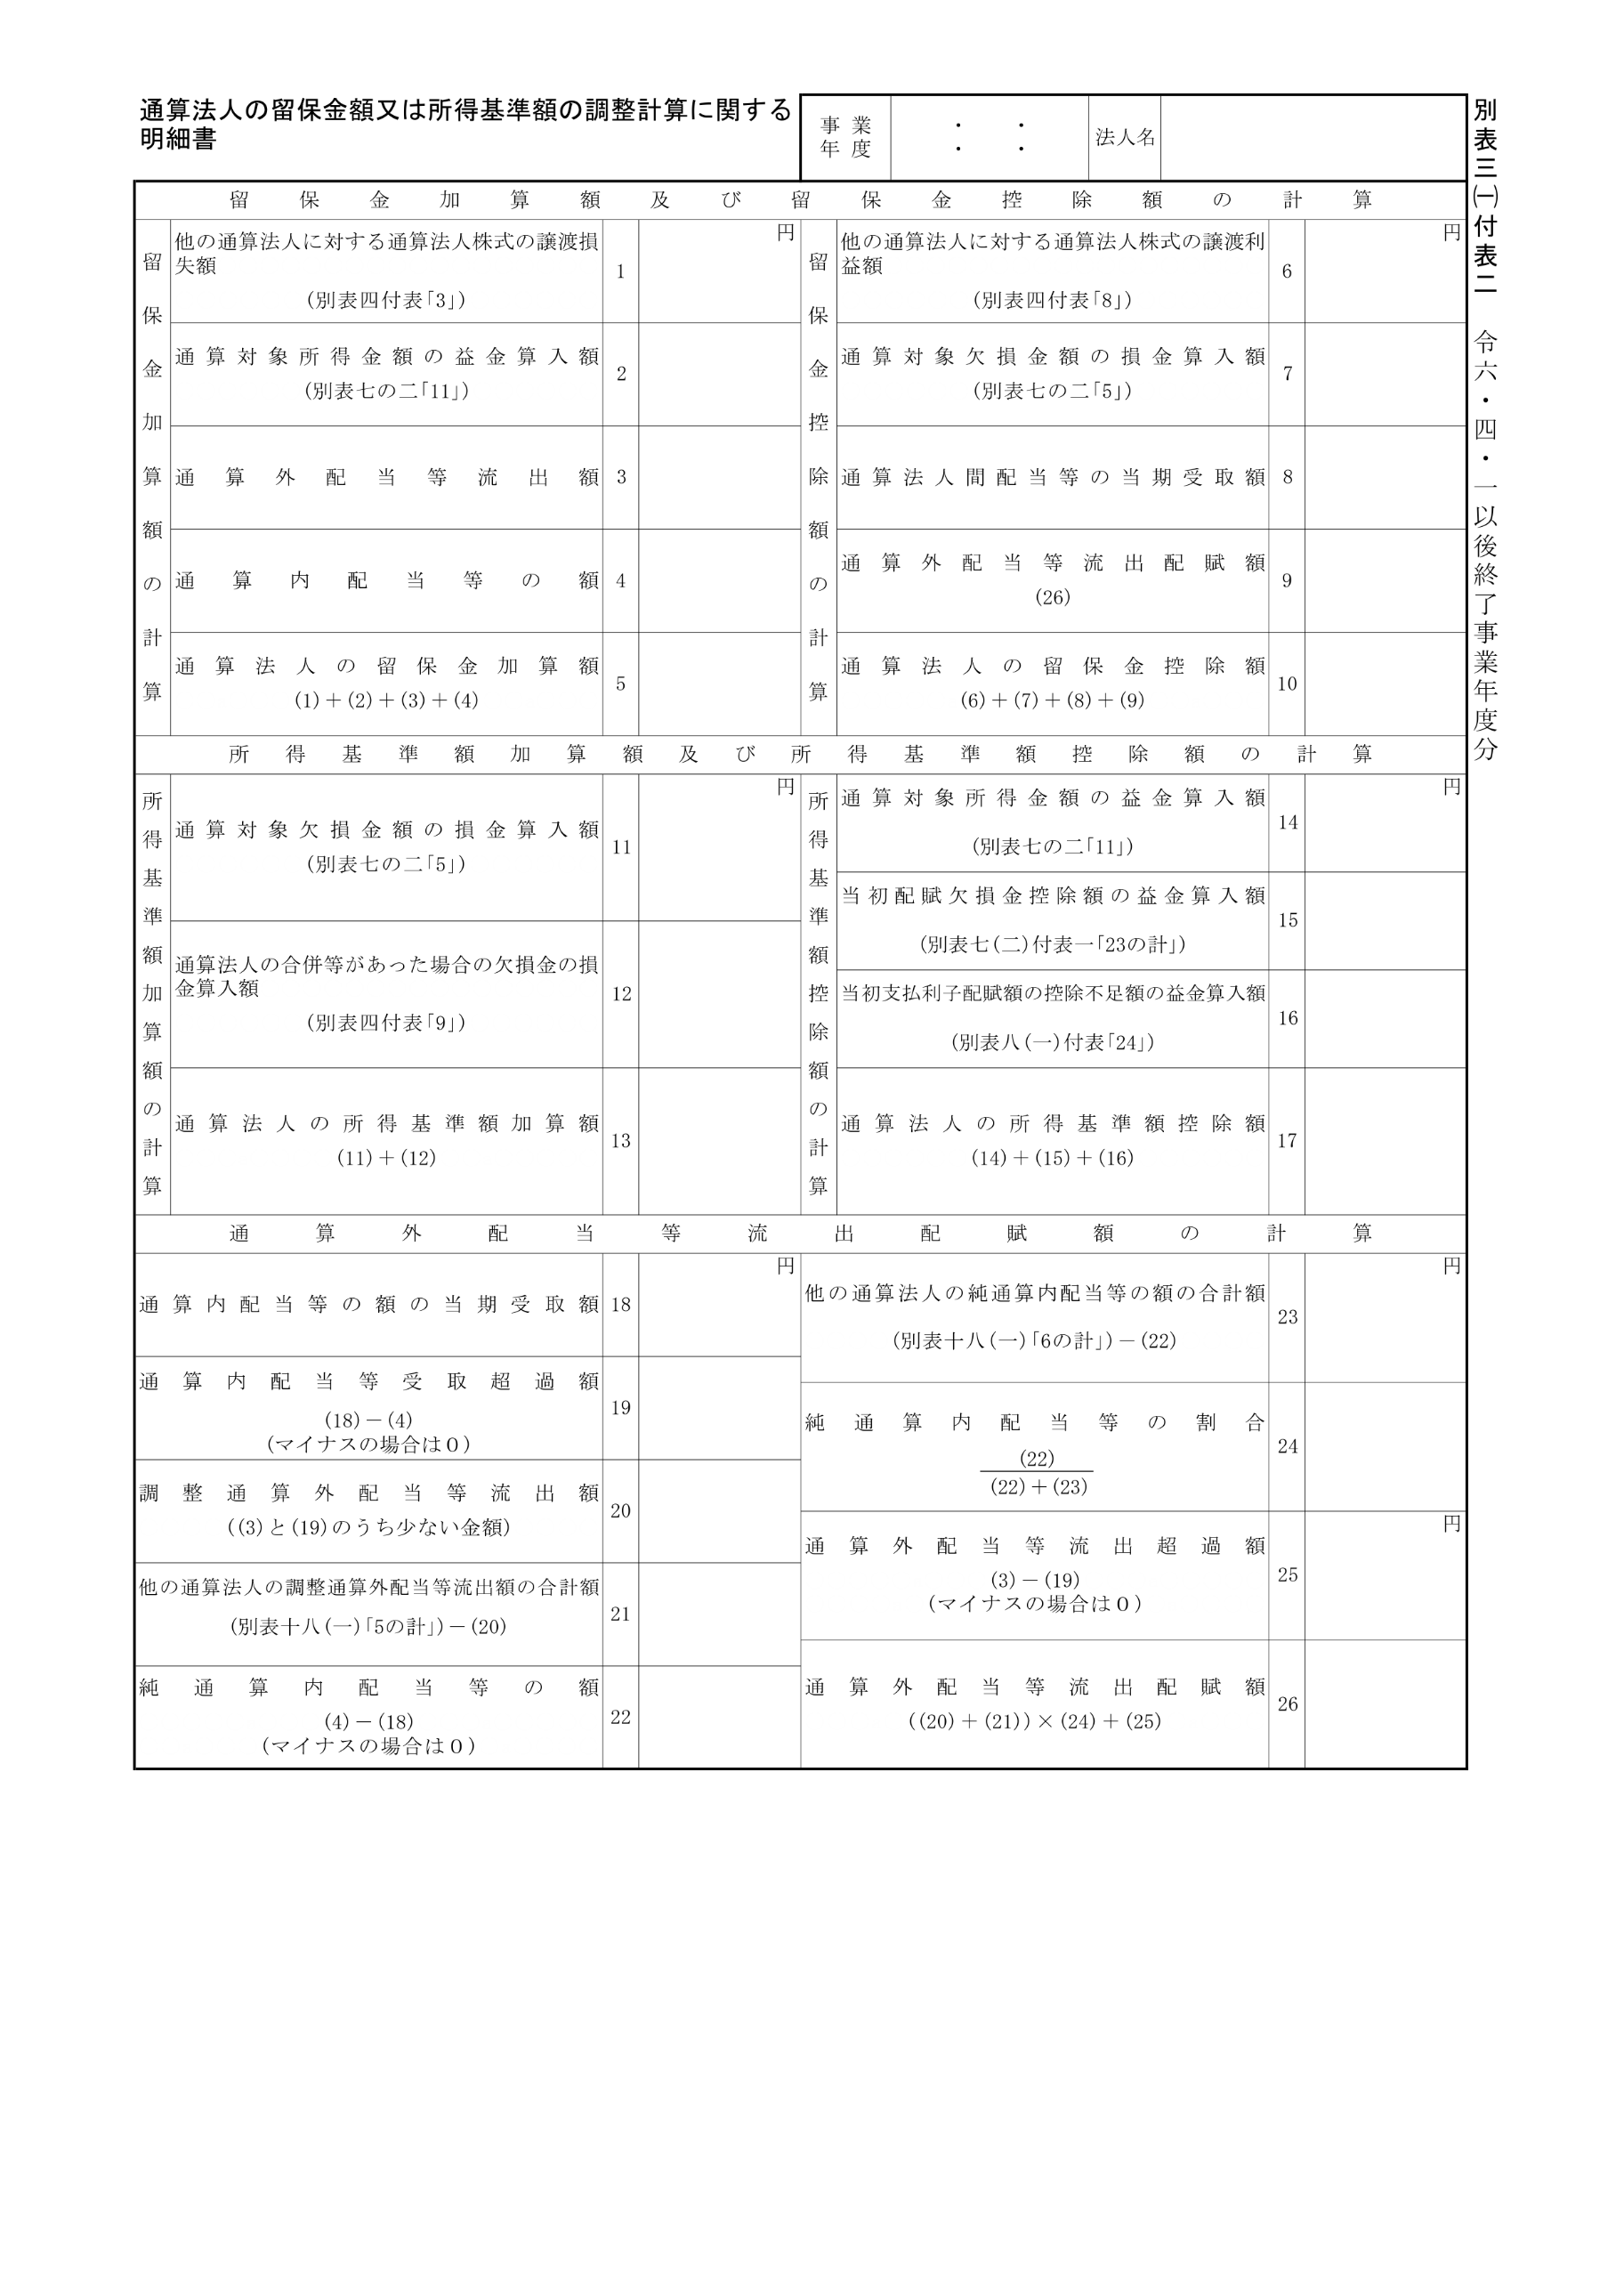 通算法人の留保金額又は所得基準額の調整計算に関する
明細書
事業
年度
・　・
・　・
法人名
別表三(一)付表二　令六・四・一以後終了事業年度分
留保金加算額及び留保金控除額の計算
留保金加算額の計算
他の通算法人に対する通算法人株式の譲渡損
失額
(別表四付表「3」)
1
円
通算対象所得金額の益金算入額
(別表七の二「11」)
2
通算外配当等流出額
3
通算内配当等の額
4
通算法人の留保金加算額
(1)+(2)+(3)+(4)
5
留保金控除額の計算
他の通算法人に対する通算法人株式の譲渡利
益額
(別表四付表「8」)
6
円
通算対象欠損金額の損金算入額
(別表七の二「5」)
7
通算法人間配当等の当期受取額
8
通算外配当等流出配賦額
(26)
9
通算法人の留保金控除額
(6)+(7)+(8)+(9)
10
所得基準額加算額及び所得基準額控除額の計算
所得基準額加算額の計算
通算対象欠損金額の損金算入額
(別表七の二「5」)
11
円
通算法人の合併等があった場合の欠損金の損
金算入額
(別表四付表「9」)
12
通算法人の所得基準額加算額
(11)+(12)
13
所得基準額控除額の計算
通算対象所得金額の益金算入額
(別表七の二「11」)
14
円
当初配賦欠損金控除額の益金算入額
(別表七(二)付表一「23の計」)
15
当初支払利子配賦額の控除不足額の益金算入額
(別表八(一)付表「24」)
16
通算法人の所得基準額控除額
(14)+(15)+(16)
17
通算外配当等流出配賦額の計算
通算内配当等の額の当期受取額
18
円
通算内配当等受取超過額
(18)-(4)
(マイナスの場合は0)
19
調整通算外配当等流出額
((3)と(19)のうち少ない金額)
20
他の通算法人の調整通算外配当等流出額の合計額
(別表十八(一)「5の計」)-(20)
21
純通算内配当等の額
(4)-(18)
(マイナスの場合は0)
22
他の通算法人の純通算内配当等の額の合計額
(別表十八(一)「6の計」)-(22)
23
円
純通算内配当等の割合
(22)
(22)+(23)
24
通算外配当等流出超過額
(3)-(19)
(マイナスの場合は0)
25
円
通算外配当等流出配賦額
((20)+(21))×(24)+(25)
26